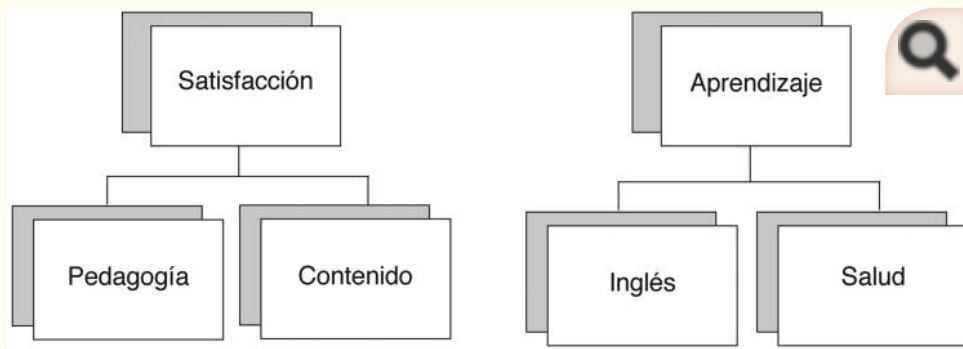 Satisfacción
Aprendizaje
Pedagogía
Contenido
Inglés
Salud